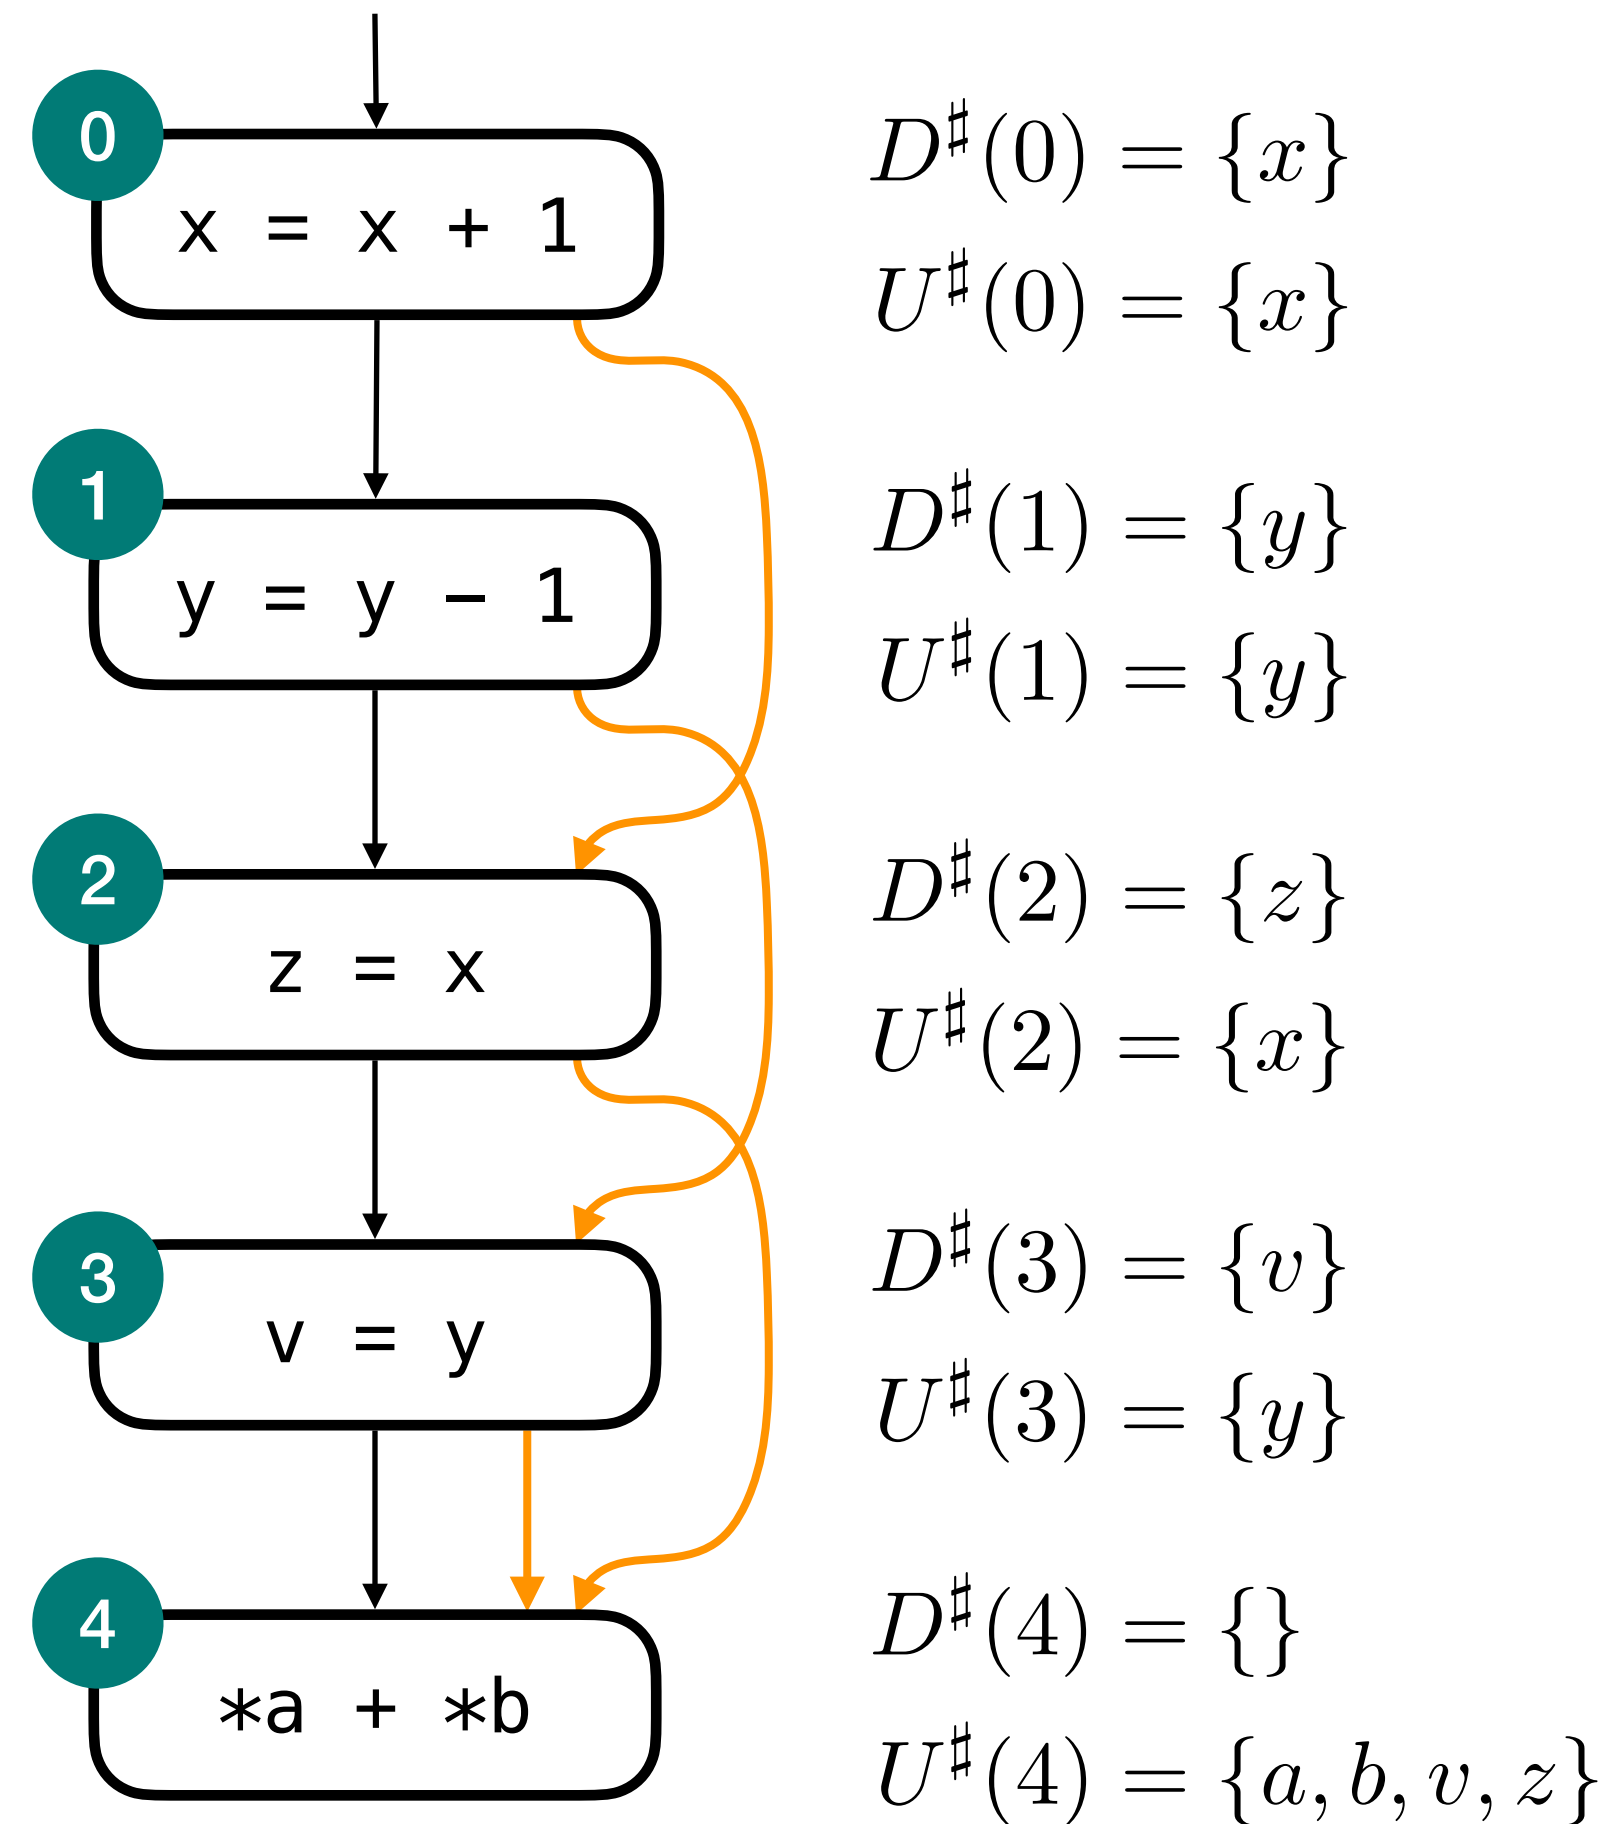 0
x = x + 1
D♯(0) = {x}
U♯(0) = {x}
1
y = y − 1
D♯(1) = {y}
U♯(1) = {y}
2
z = x
D♯(2) = {z}
U♯(2) = {x}
3
v = y
D♯(3) = {v}
U♯(3) = {y}
4
*a + *b
D♯(4) = {}
U♯(4) = {a, b, v, z}